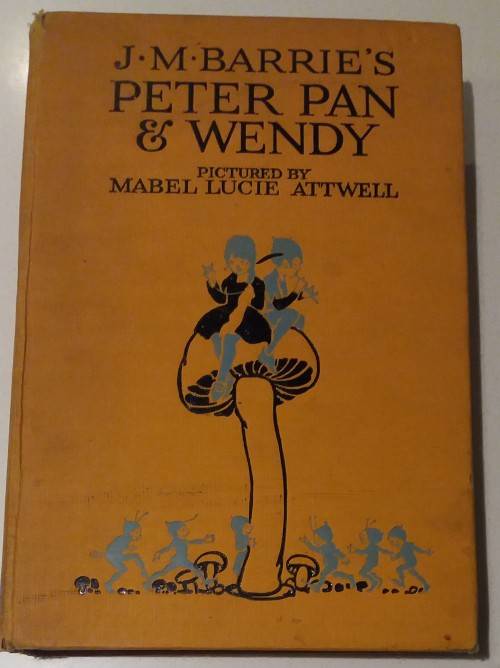 J·M·BARRIE'S
PETER PAN
& WENDY
PICTURED BY
MABEL LUCIE ATTWELL